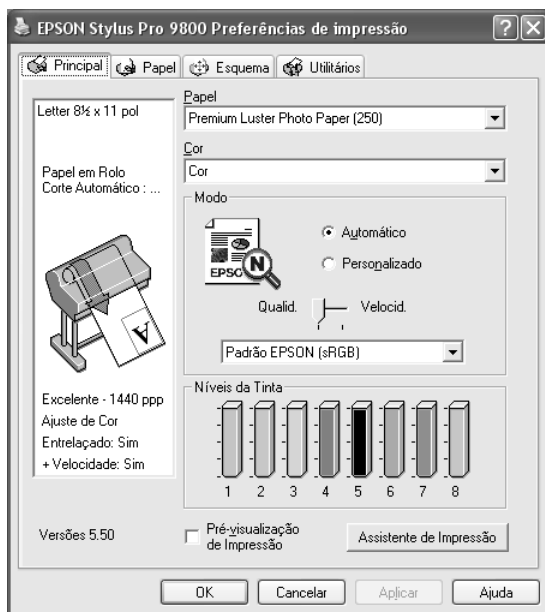 EPSON Stylus Pro 9800 Preferências de impressão
Principal
Papel
Esquema
Utilitários
Letter 8½ x 11 pol
Papel em Rolo
Corte Automático : ...
A
Excelente - 1440 ppp
Ajuste de Cor
Entrelaçado: Sim
+ Velocidade: Sim
Versões 5.50
Papel
Premium Luster Photo Paper (250)
Cor
Cor
Modo
EPSO N
Automático
Personalizado
Qualid. Velocid.
Padrão EPSON (sRGB)
Níveis da Tinta
1 2 3 4 5 6 7 8
Pré-visualização
de Impressão
Assistente de Impressão
OK Cancelar Aplicar Ajuda